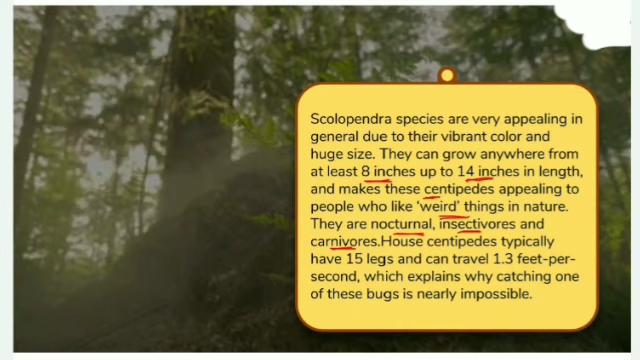 Scolopendra species are very appealing in
general due to their vibrant color and
huge size. They can grow anywhere from
at least 8 inches up to 14 inches in length,
and makes these centipedes appealing to
people who like ‘weird’ things in nature.
They are nocturnal, insectivores and
carnivores.House centipedes typically
have 15 legs and can travel 1.3 feet-per-
second, which explains why catching one
of these bugs is nearly impossible.